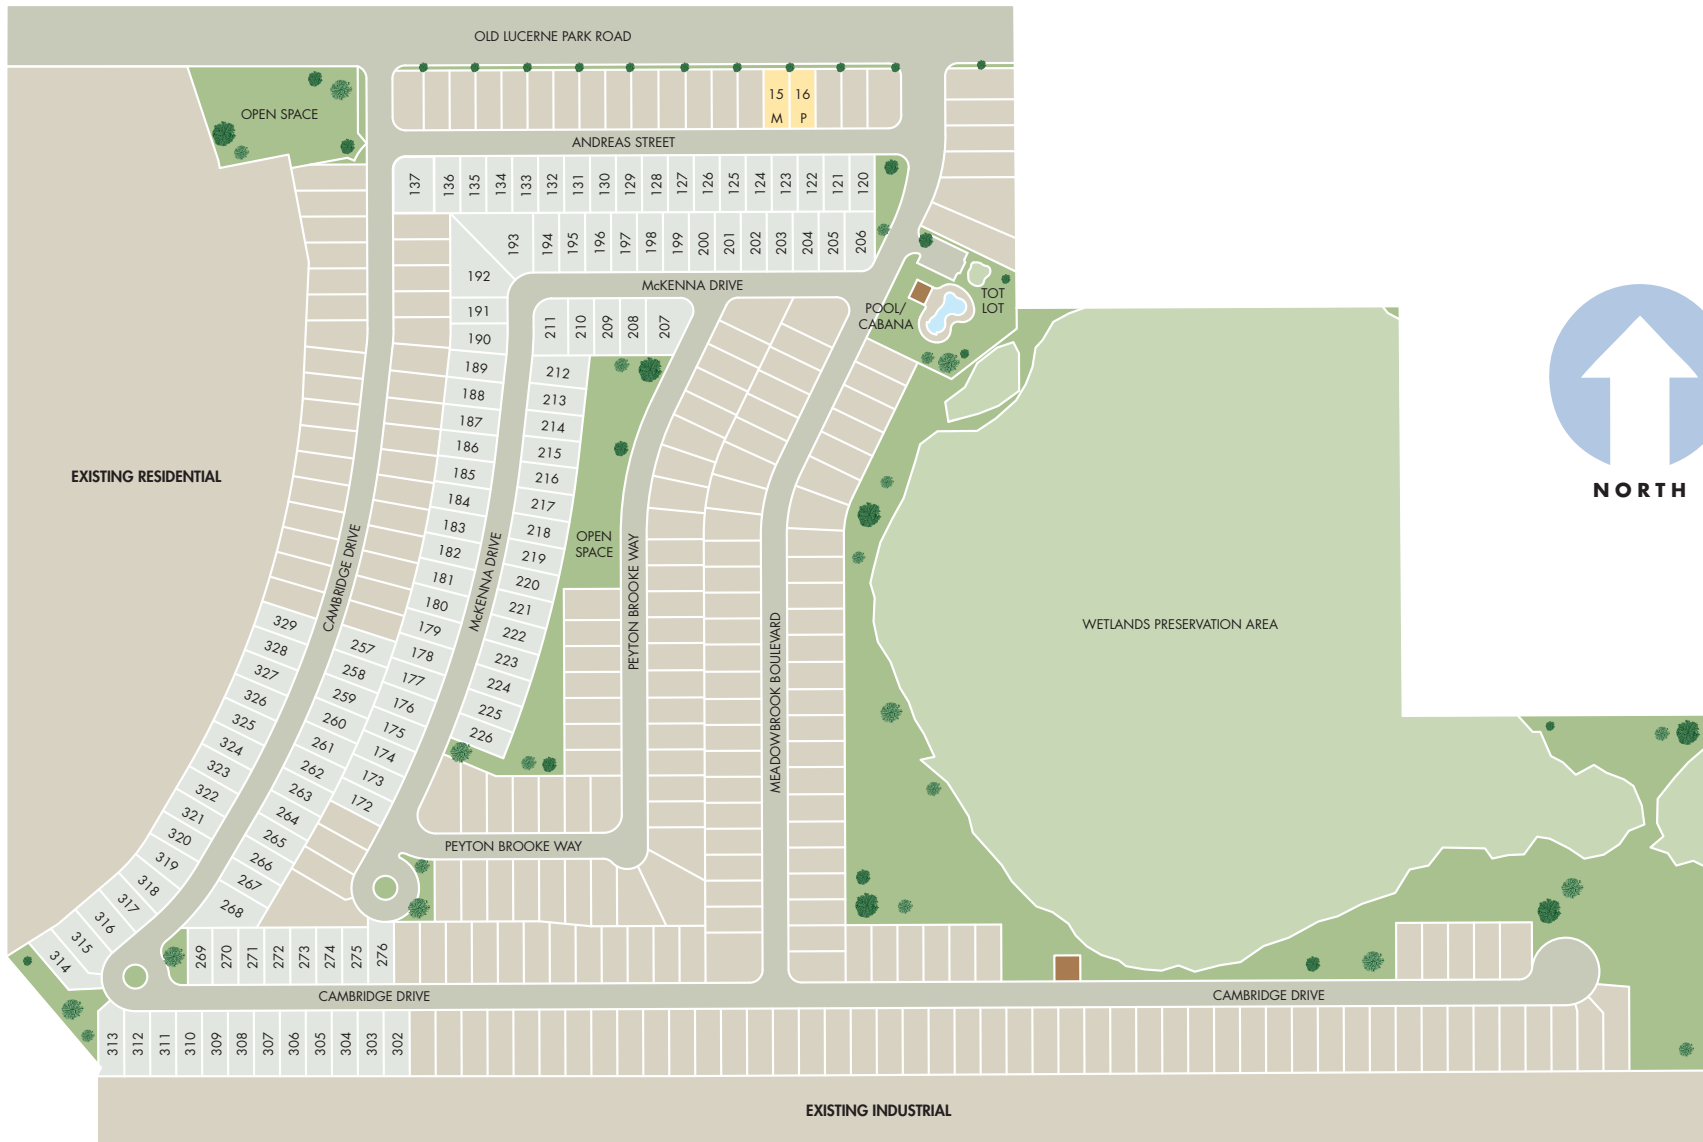 OLD LUCERNE PARK ROAD
OPEN SPACE
15 16
M P
ANDREAS STREET
137 136 135 134 133 132 131 130 129 128 127 126 125 124 123 122 121 120
193 194 195 196 197 198 199 200 201 202 203 204 205 206
192
McKENNA DRIVE
191
190
211 210 209 208 207
POOL/
CABANA
TOT
LOT
189
188
187
186
185
184
183
182
181
180
179
178
177
176
175
174
173
172
212
213
214
215
216
217
218
219
220
221
222
223
224
225
226
EXISTING RESIDENTIAL
NORTH
OPEN
SPACE
CAMBRIDGE DRIVE
McKENNA DRIVE
PEYTON BROOKE WAY
MEADOWBROOK BOULEVARD
WETLANDS PRESERVATION AREA
329
328
327
326
325
324
323
322
321
320
319
318
317
316
315
314
257
258
259
260
261
262
263
264
265
266
267
268
PEYTON BROOKE WAY
269 270 271 272 273 274 275 276
CAMBRIDGE DRIVE
CAMBRIDGE DRIVE
313 312 311 310 309 308 307 306 305 304 303 302
EXISTING INDUSTRIAL